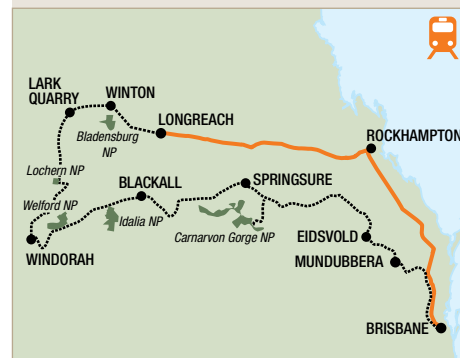 LARK
QUARRY
WINTON
Bladensburg
NP
LONGREACH
ROCKHAMPTON
Lochern NP
BLACKALL
SPRINGSURE
Welford NP
Idalia NP
Carnarvon Gorge NP
EIDSVOLD
WINDORAH
MUNDUBBERA
BRISBANE